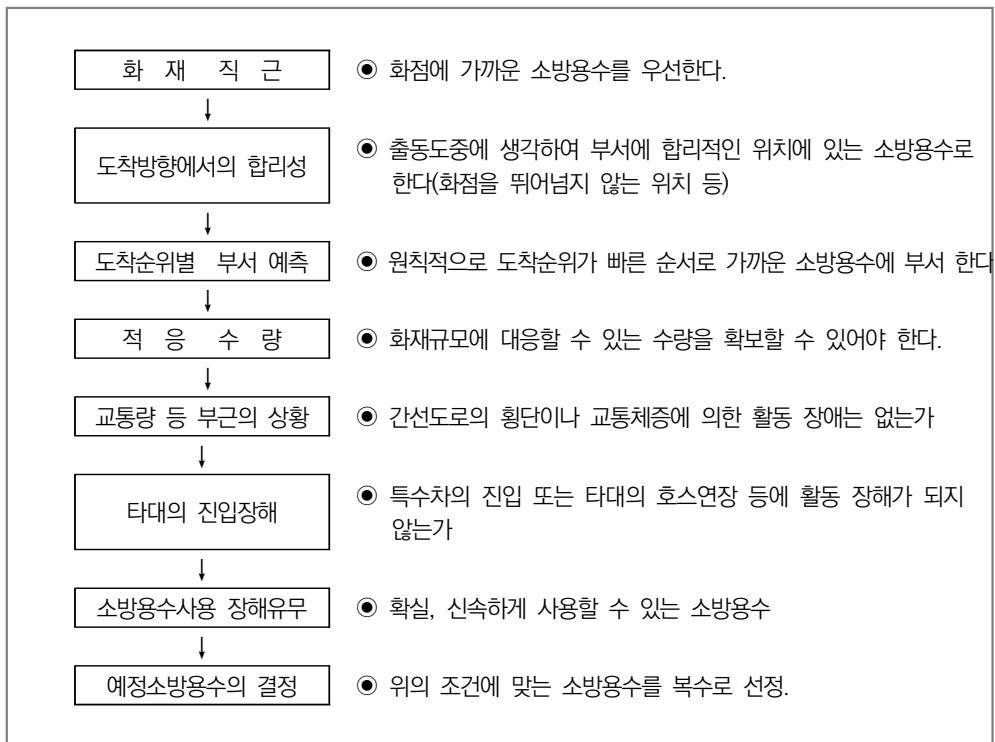 화 재 직 근
◉ 화점에 가까운 소방용수를 우선한다.
↓
도착방향에서의 합리성
◉ 출동도중에 생각하여 부서에 합리적인 위치에 있는 소방용수로
한다(화점을 뛰어넘지 않는 위치 등)
↓
도착순위별 부서 예측
◉ 원칙적으로 도착순위가 빠른 순서로 가까운 소방용수에 부서 한다
↓
적 응 수 량
◉ 화재규모에 대응할 수 있는 수량을 확보할 수 있어야 한다.
↓
교통량 등 부근의 상황
◉ 간선도로의 횡단이나 교통체증에 의한 활동 장애는 없는가
↓
타대의 진입장해
◉ 특수차의 진입 또는 타대의 호스연장 등에 활동 장해가 되지
않는가
↓
소방용수사용 장해유무
◉ 확실, 신속하게 사용할 수 있는 소방용수
↓
예정소방용수의 결정
◉ 위의 조건에 맞는 소방용수를 복수로 선정.